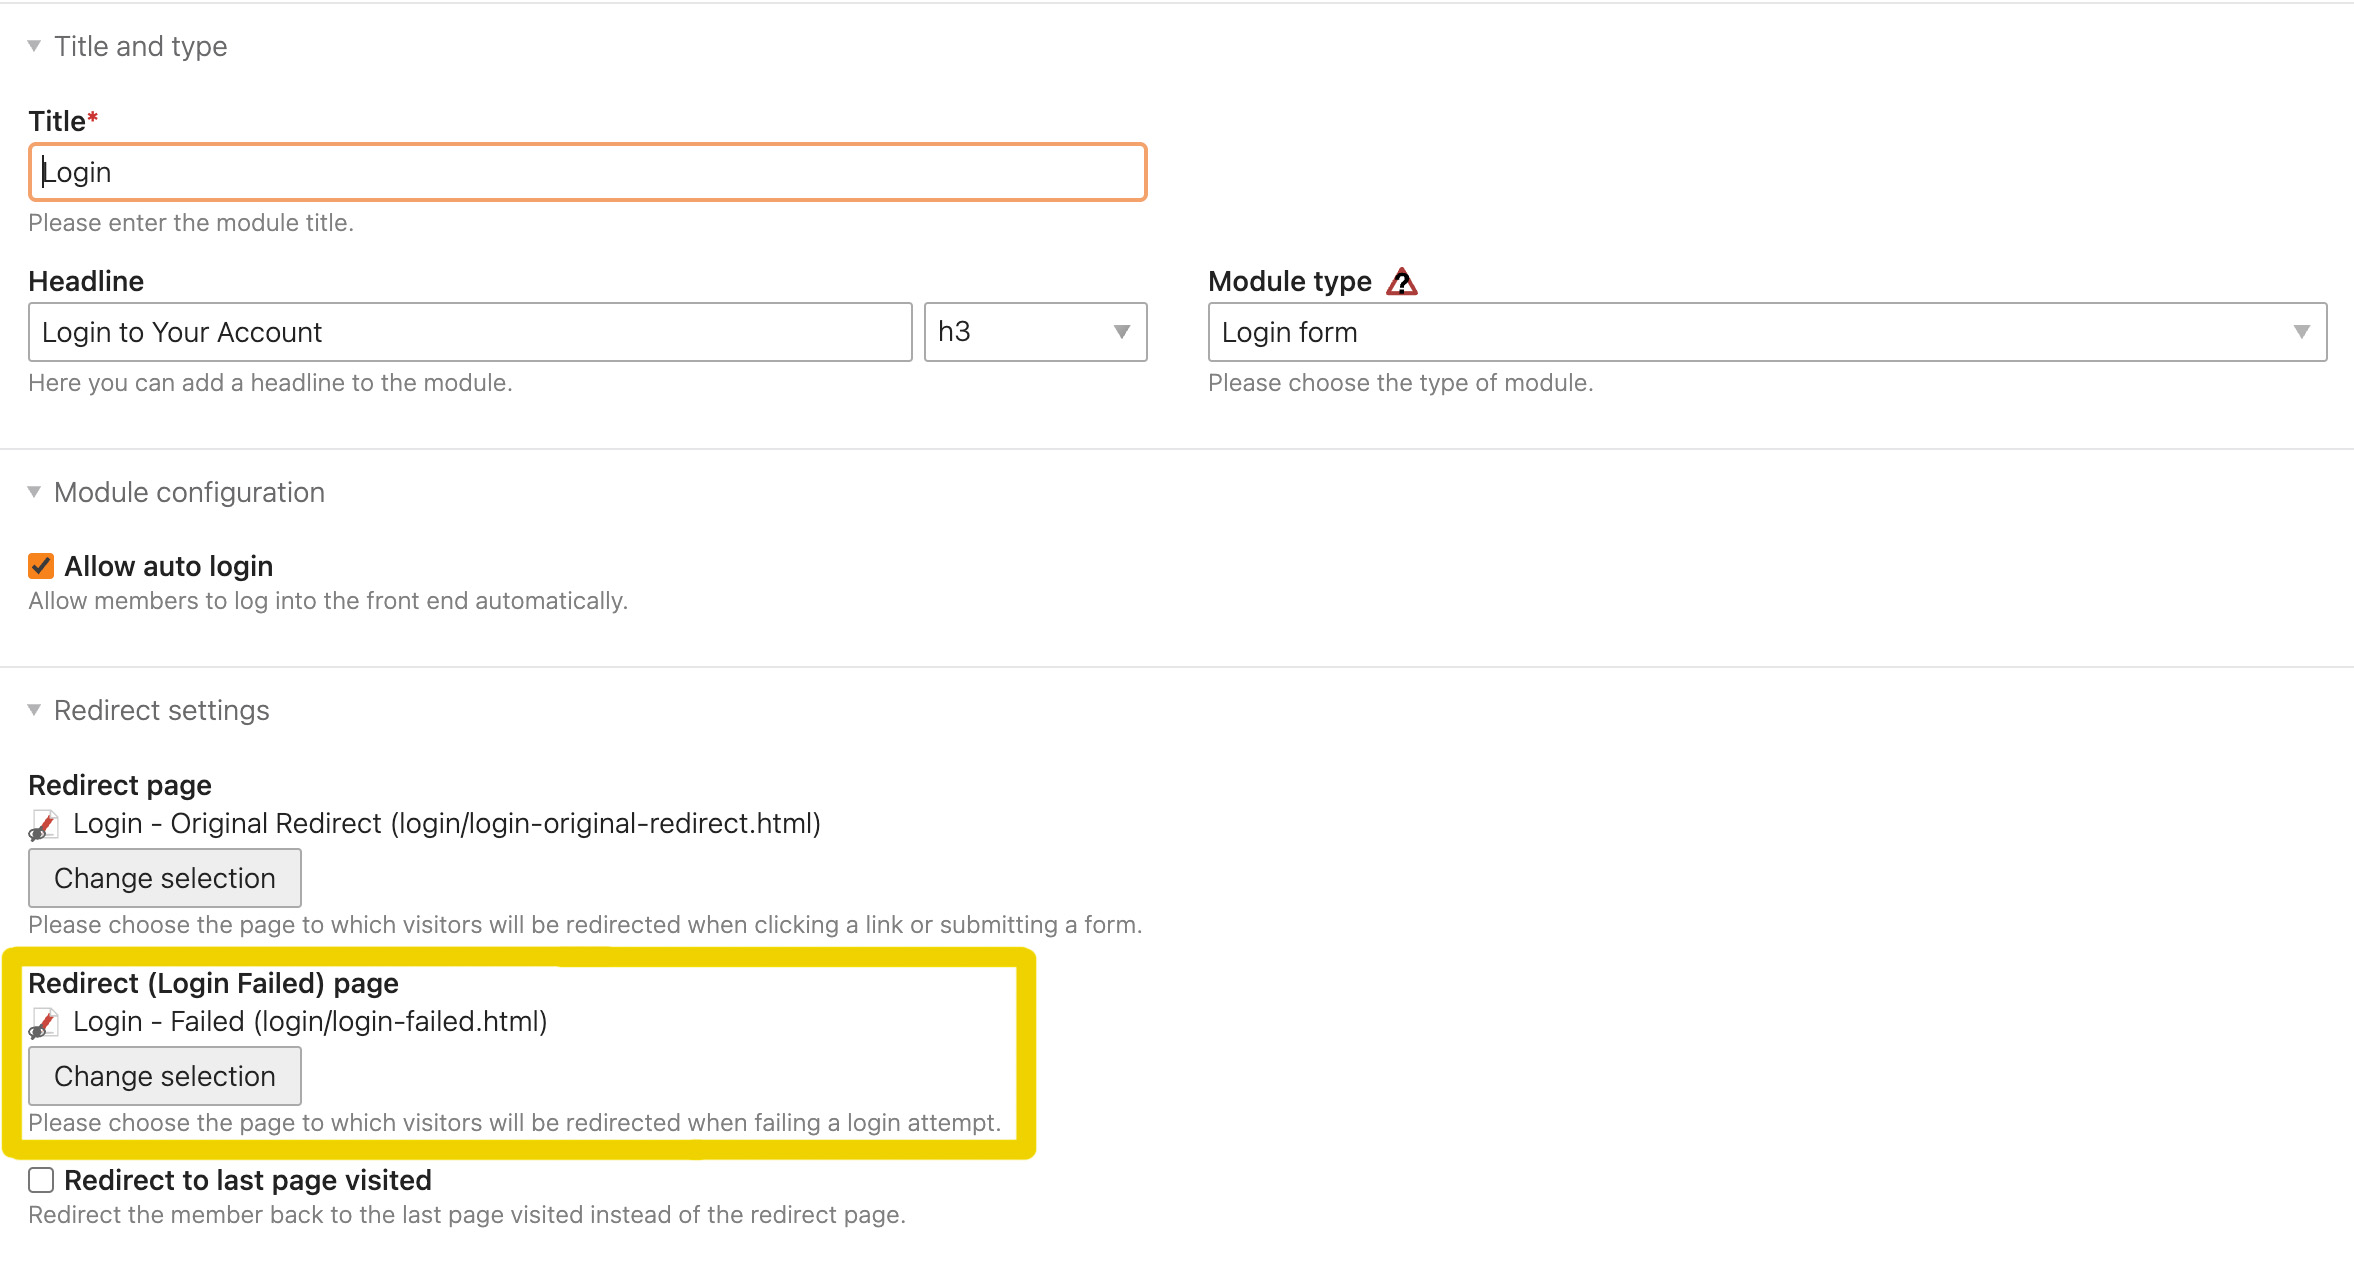 Title and type
Title*
Login
Please enter the module title.
Headline
Module type
Login to Your Account
h3
Login form
Here you can add a headline to the module.
Please choose the type of module.
Module configuration
Allow auto login
Allow members to log into the front end automatically.
Redirect settings
Redirect page
Login - Original Redirect (login/login-original-redirect.html)
Change selection
Please choose the page to which visitors will be redirected when clicking a link or submitting a form.
Redirect (Login Failed) page
Login - Failed (login/login-failed.html)
Change selection
Please choose the page to which visitors will be redirected when failing a login attempt.
Redirect to last page visited
Redirect the member back to the last page visited instead of the redirect page.